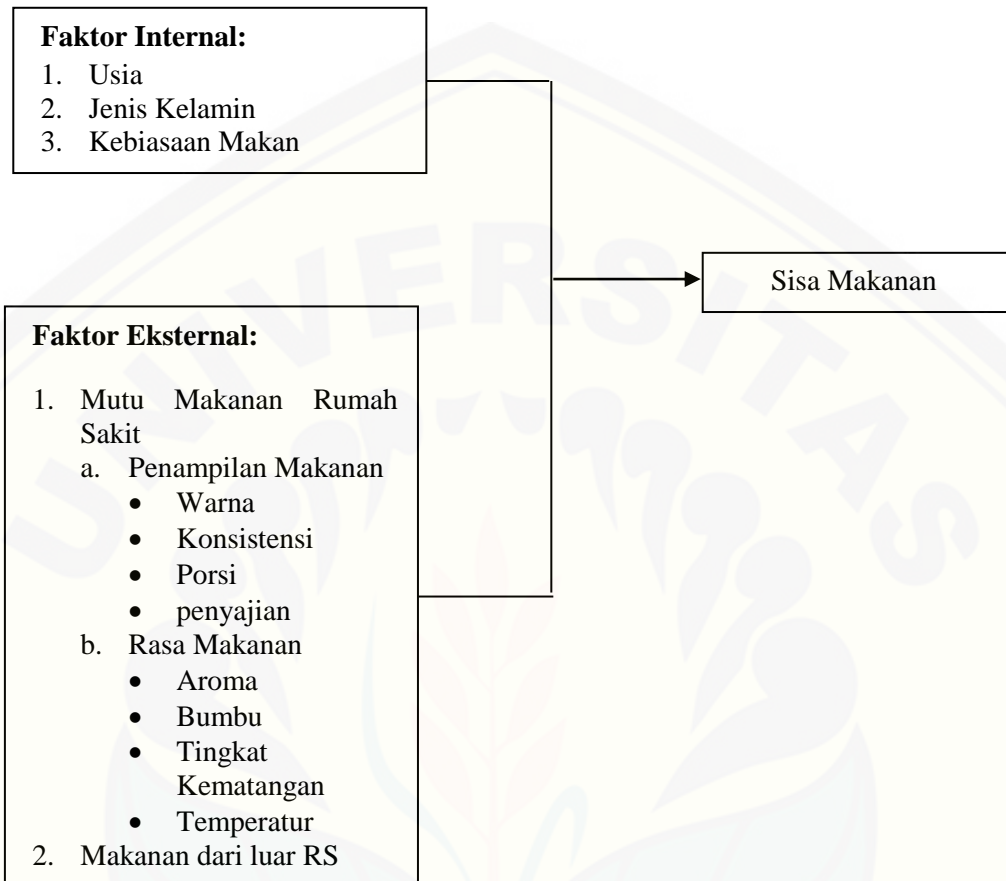 Faktor Internal:
1. Usia
2. Jenis Kelamin
3. Kebiasaan Makan
Sisa Makanan
Faktor Eksternal:
1. Mutu Makanan Rumah
Sakit
a. Penampilan Makanan
• Warna
• Konsistensi
• Porsi
• penyajian
b. Rasa Makanan
• Aroma
• Bumbu
• Tingkat
Kematangan
• Temperatur
2. Makanan dari luar RS
UNIVERSITAS